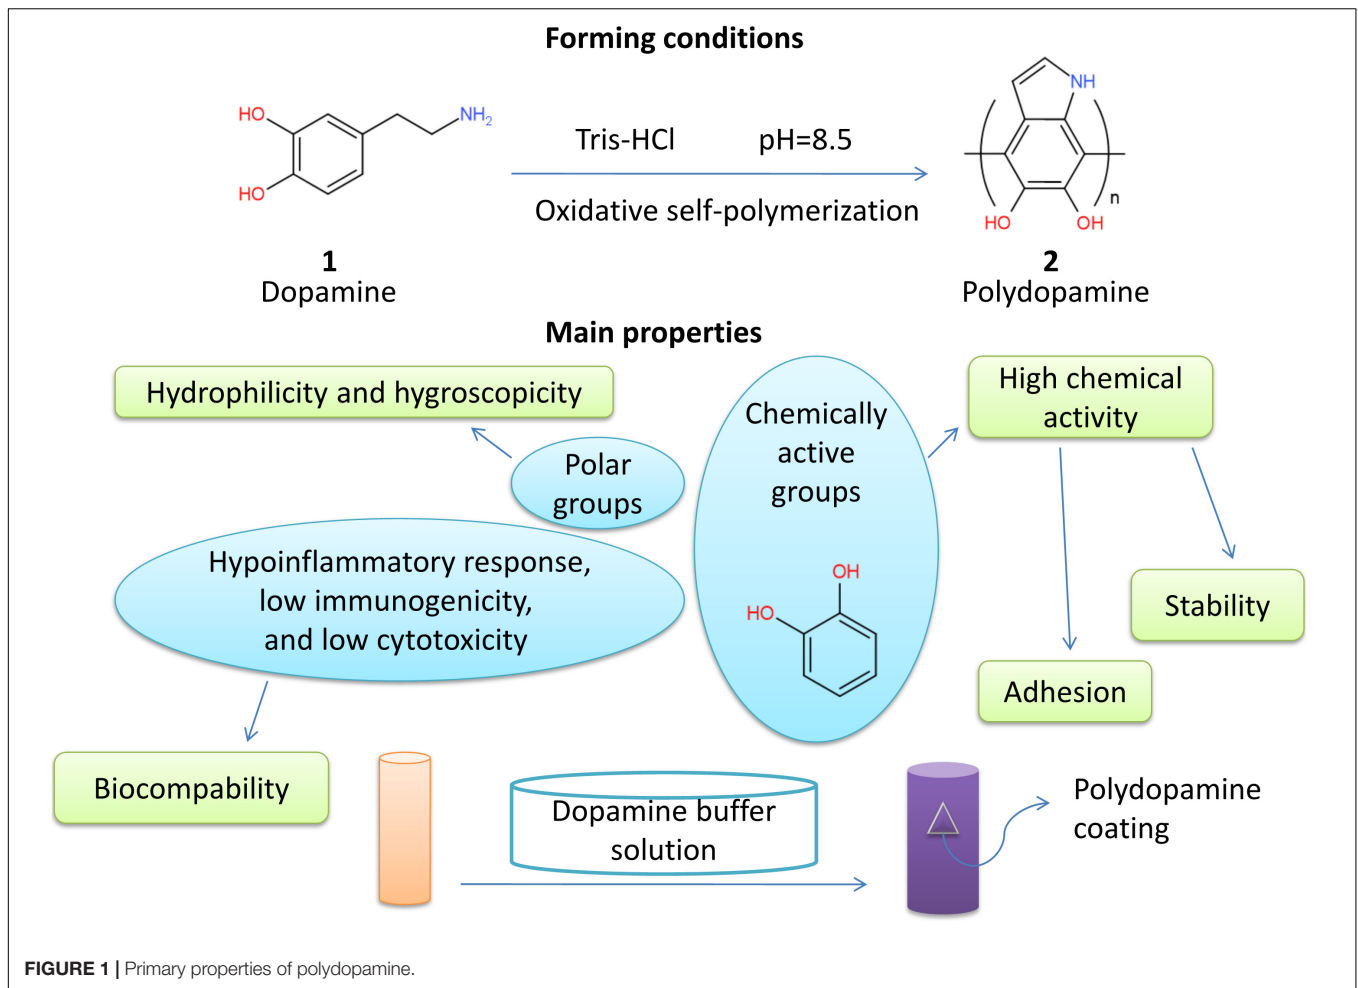 Forming conditions
HO
HO
NH2
1
Dopamine
Tris-HCl pH=8.5
Oxidative self-polymerization
NH
HO OH
n
2
Polydopamine
Main properties
Hydrophilicity and hygroscopicity
Polar
groups
Hypoinflammatory response,
low immunogenicity,
and low cytotoxicity
Biocompability
Chemically
active
groups
OH
HO
High chemical
activity
Stability
Adhesion
Dopamine buffer
solution
Polydopamine
coating
FIGURE 1 | Primary properties of polydopamine.